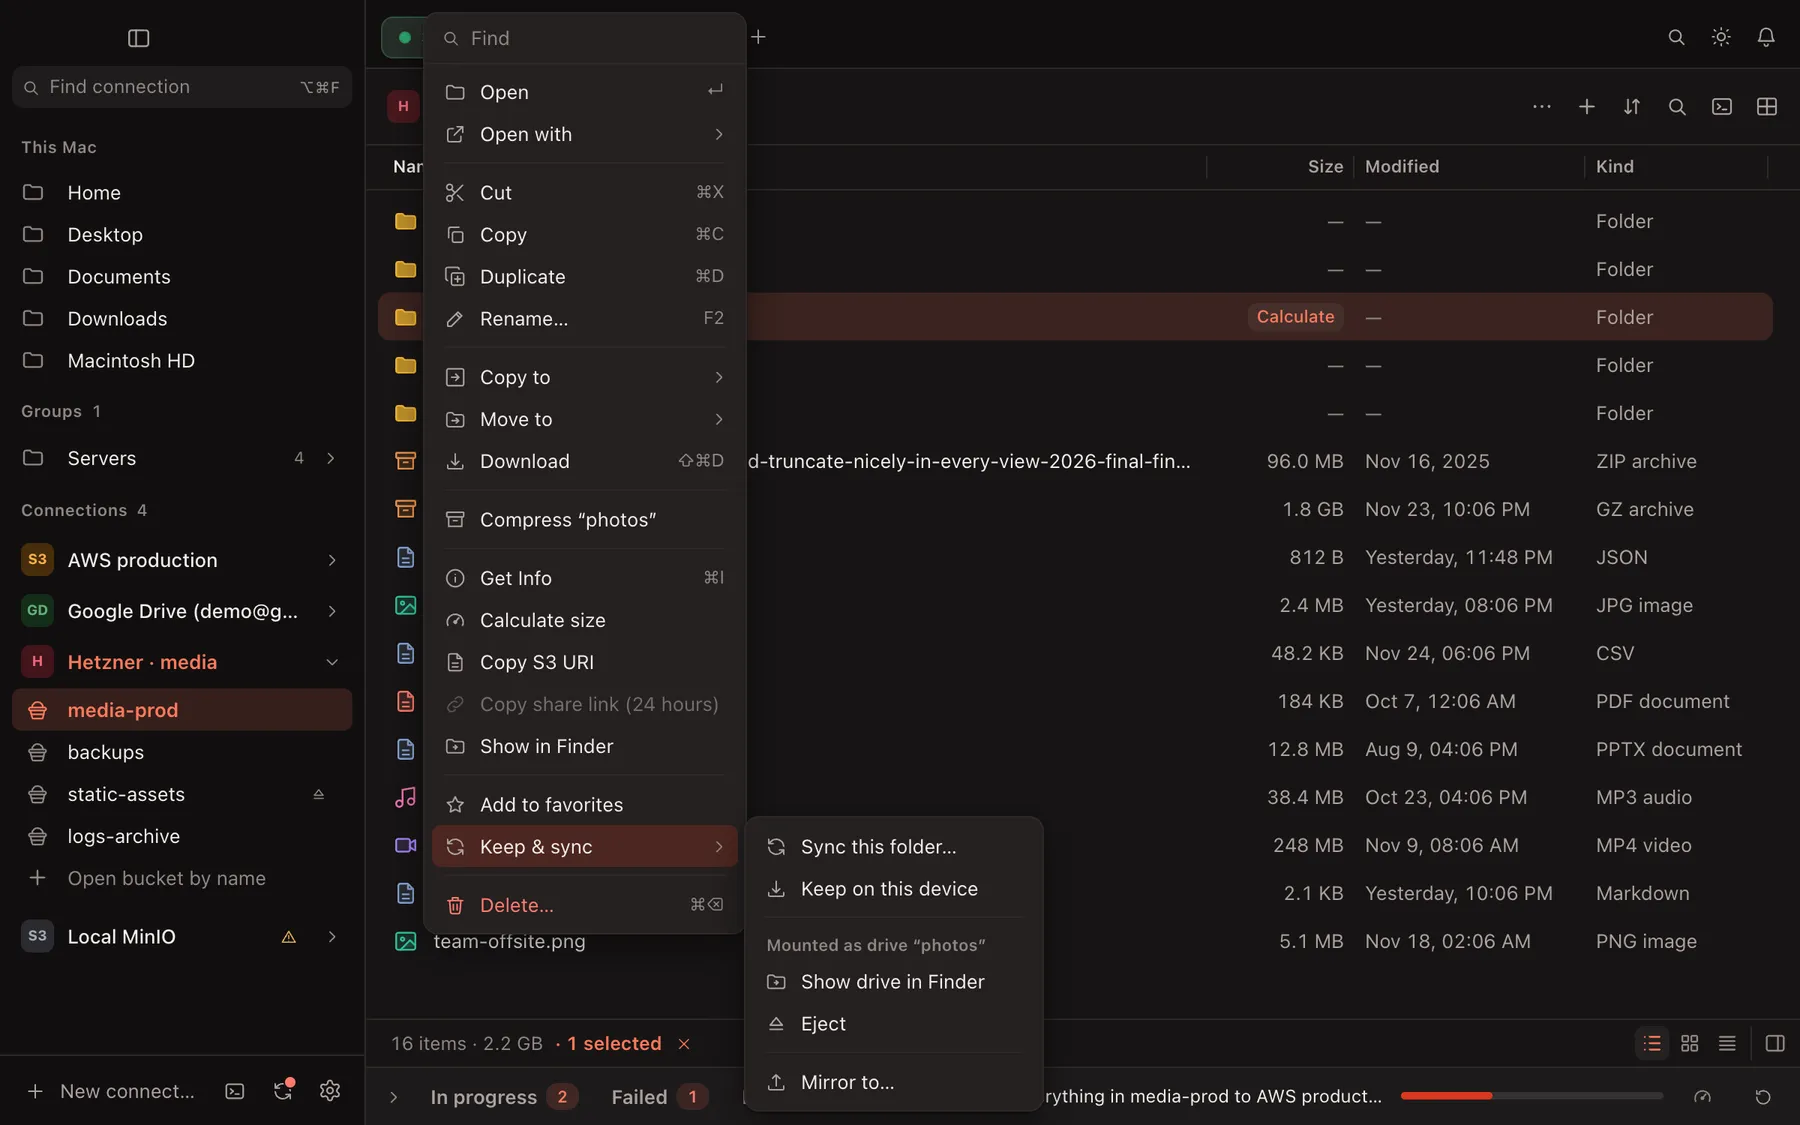 Find connection ⌥⌘F
This Mac
Home
Desktop
Documents
Downloads
Macintosh HD
Groups 1
Servers 4
Connections 4
S3 AWS production
GD Google Drive (demo@g...
H Hetzner · media
media-prod
backups
static-assets
logs-archive
Open bucket by name
S3 Local MinIO
New connect...
Find
Open
Open with
Cut ⌘X
Copy ⌘C
Duplicate ⌘D
Rename... F2
Copy to
Move to
Download ⇧⌘D
Compress “photos”
Get Info ⌘I
Calculate size
Copy S3 URI
Copy share link (24 hours)
Show in Finder
Add to favorites
Keep & sync
Delete... ⌘⌫
Sync this folder...
Keep on this device
Mounted as drive “photos”
Show drive in Finder
Eject
Mirror to...
H
Size Modified Kind
— — Folder
— — Folder
Calculate — Folder
— — Folder
— — Folder
d-truncate-nicely-in-every-view-2026-final-fin... 96.0 MB Nov 16, 2025 ZIP archive
1.8 GB Nov 23, 10:06 PM GZ archive
812 B Yesterday, 11:48 PM JSON
2.4 MB Yesterday, 08:06 PM JPG image
48.2 KB Nov 24, 06:06 PM CSV
184 KB Oct 7, 12:06 AM PDF document
12.8 MB Aug 9, 04:06 PM PPTX document
38.4 MB Oct 23, 04:06 PM MP3 audio
248 MB Nov 9, 08:06 AM MP4 video
2.1 KB Yesterday, 10:06 PM Markdown
team-offsite.png 5.1 MB Nov 18, 02:06 AM PNG image
16 items · 2.2 GB · 1 selected
In progress 2 Failed 1 rything in media-prod to AWS product...